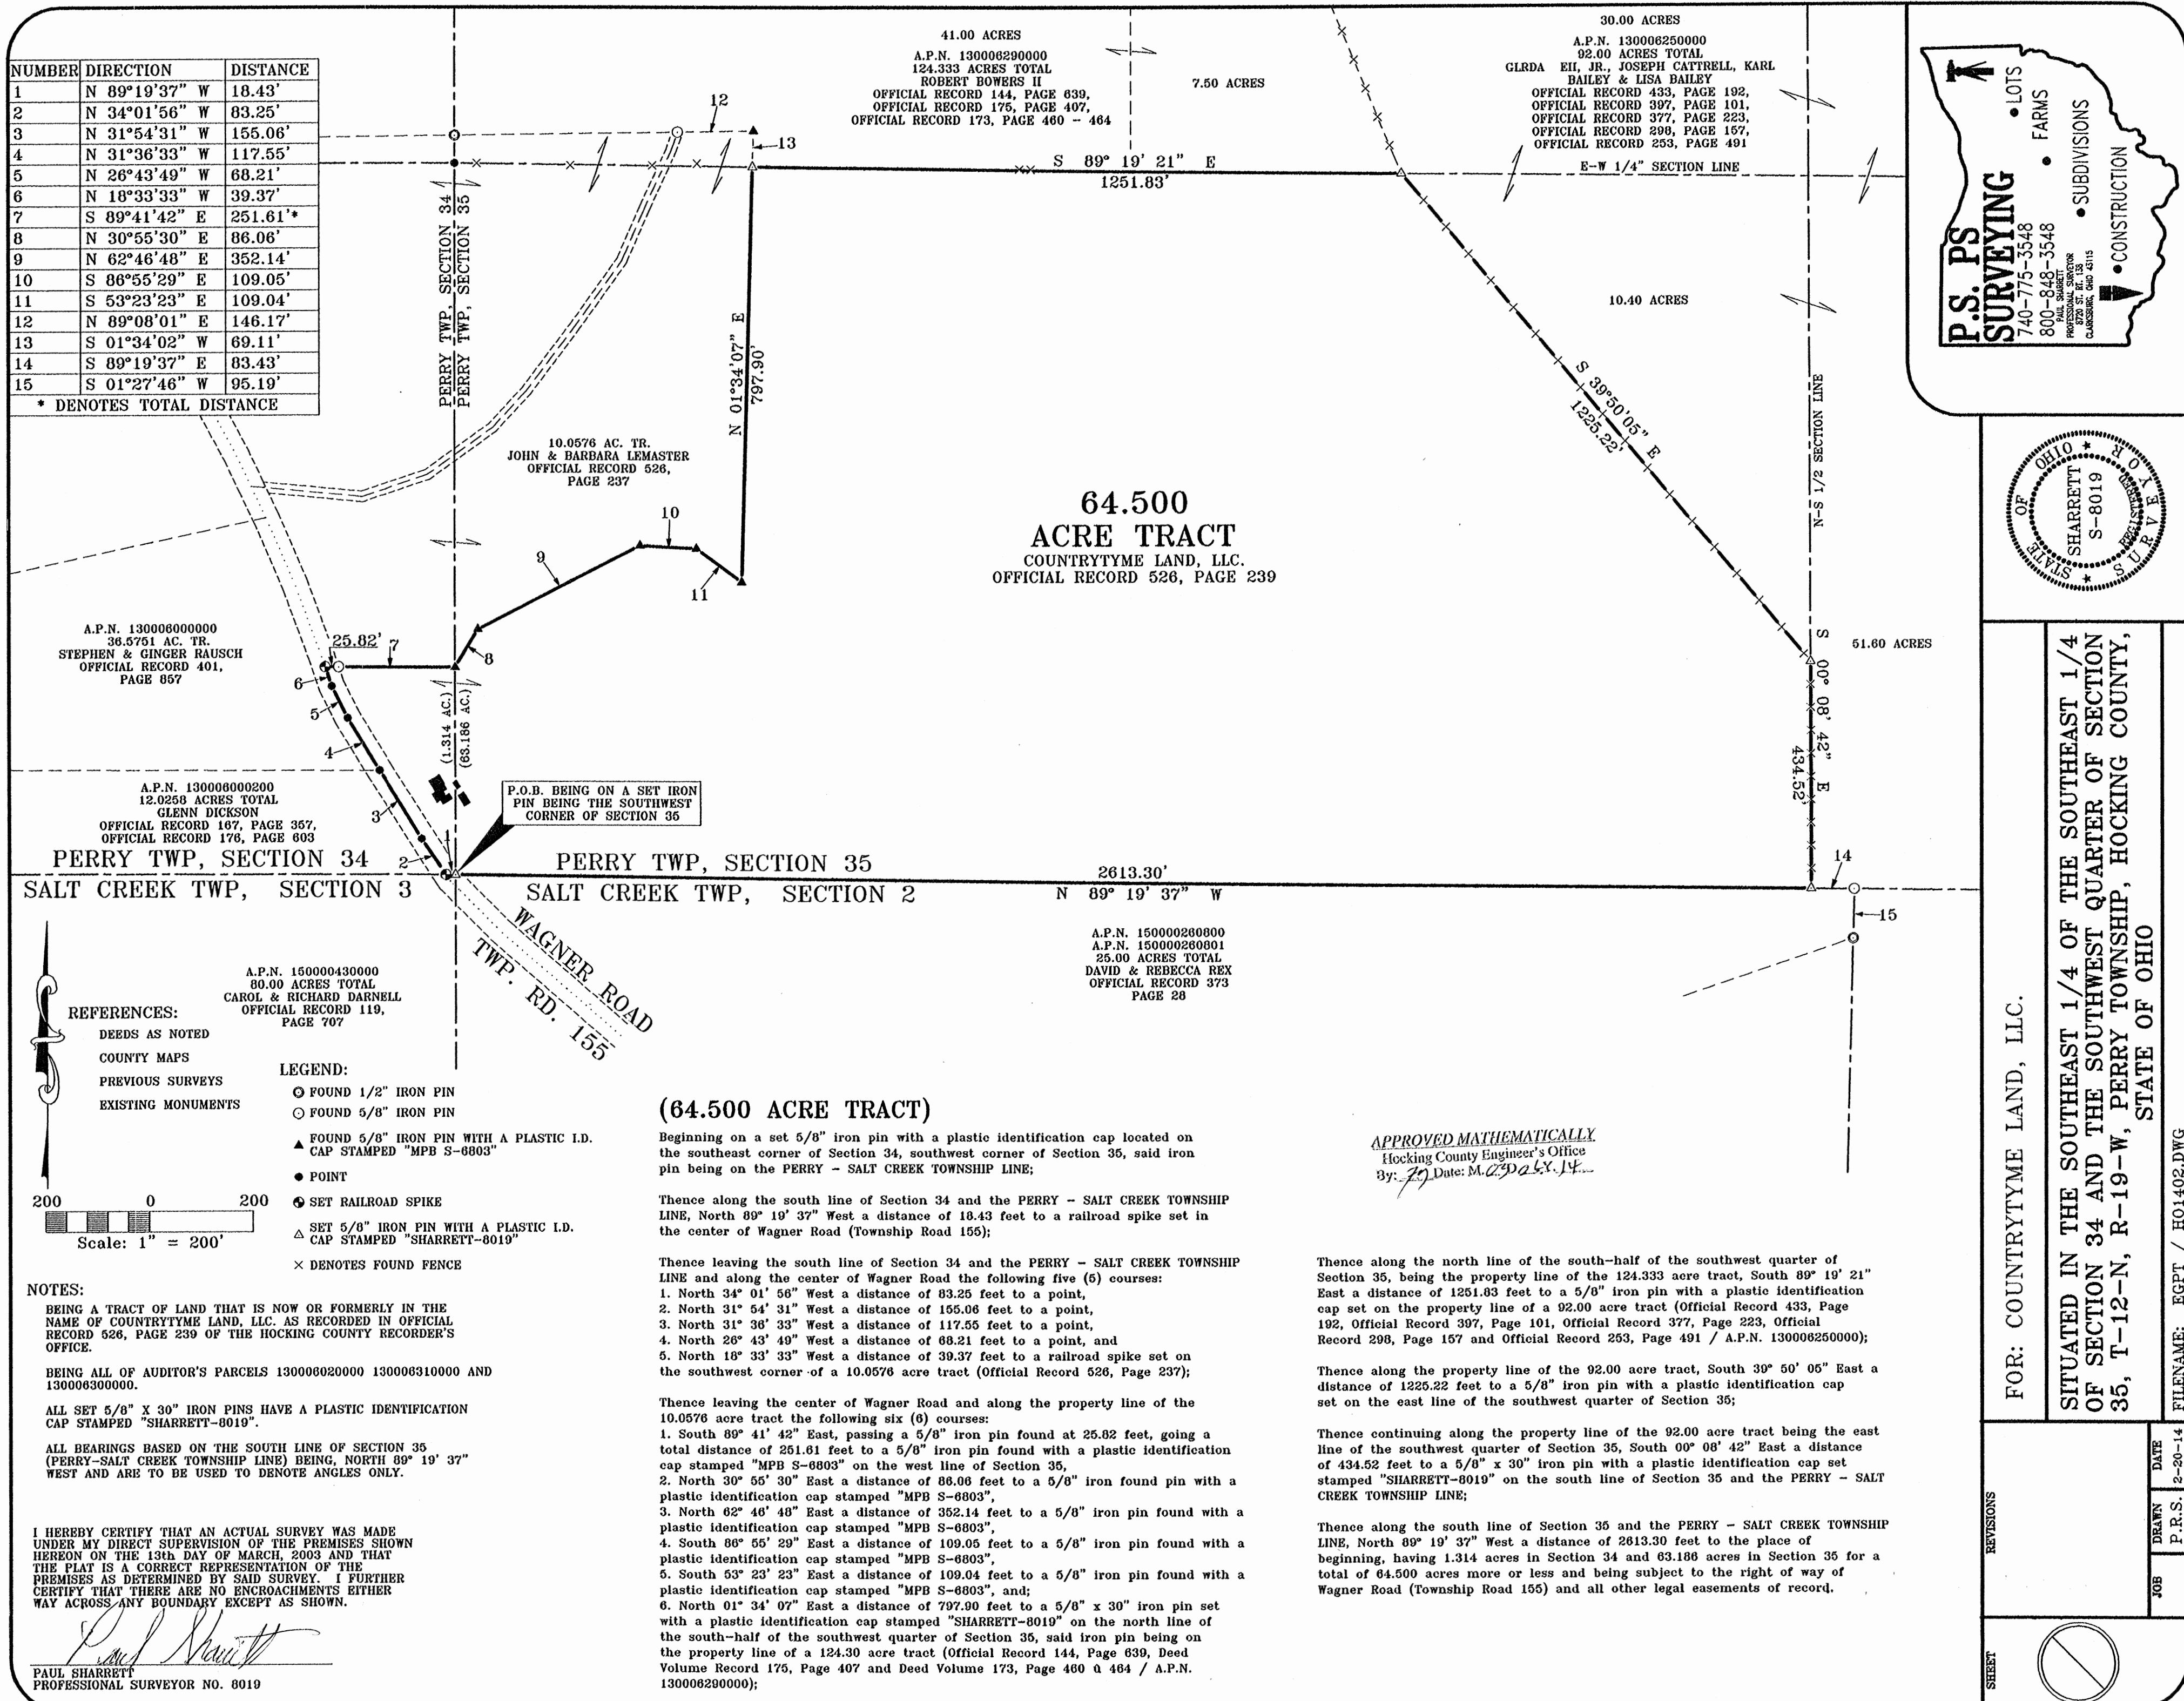 NUMBER DIRECTION DISTANCE
1 N 89°19'37" W 18.43'
2 N 34°01'56" W 83.25'
3 N 31°54'31" W 155.06'
4 N 31°36'33" W 117.55'
5 N 26°43'49" W 68.21'
6 N 18°33'33" W 39.37'
7 S 89°41'42" E 251.61'*
8 N 30°55'30" E 86.06'
9 N 62°46'48" E 352.14'
10 S 86°55'29" E 109.05'
11 S 53°23'23" E 109.04'
12 N 89°08'01" E 146.17'
13 S 01°34'02" W 69.11'
14 S 89°19'37" E 83.43'
15 S 01°27'46" W 95.19'
* DENOTES TOTAL DISTANCE
41.00 ACRES
A.P.N. 130006290000
124.333 ACRES TOTAL
ROBERT BOWERS II
OFFICIAL RECORD 144, PAGE 639,
OFFICIAL RECORD 175, PAGE 407,
OFFICIAL RECORD 173, PAGE 460 - 464
7.50 ACRES
30.00 ACRES
A.P.N. 130006250000
92.00 ACRES TOTAL
GLRDA EII, JR., JOSEPH CATTRELL, KARL
BAILEY & LISA BAILEY
OFFICIAL RECORD 433, PAGE 192,
OFFICIAL RECORD 397, PAGE 101,
OFFICIAL RECORD 377, PAGE 223,
OFFICIAL RECORD 298, PAGE 157,
OFFICIAL RECORD 253, PAGE 491
E-W 1/4" SECTION LINE
12
13
S 89° 19' 21" E
1251.83'
PERRY TWP, SECTION 34
PERRY TWP, SECTION 35
N 01°34'07" E
797.90'
10.40 ACRES
S 39°50'05" E
1225.22'
N-S 1/2 SECTION LINE
10.0576 AC. TR.
JOHN & BARBARA LEMASTER
OFFICIAL RECORD 526,
PAGE 237
64.500
ACRE TRACT
COUNTRYTYME LAND, LLC.
OFFICIAL RECORD 526, PAGE 239
10
9
11
8
25.82'
7
6
5
4
3
2
1
A.P.N. 130006000000
36.5751 AC. TR.
STEPHEN & GINGER RAUSCH
OFFICIAL RECORD 401,
PAGE 857
(1.314 AC.)
(63.186 AC.)
51.60 ACRES
S 00° 08' 42" E
434.52'
A.P.N. 130006000200
12.0258 ACRES TOTAL
GLENN DICKSON
OFFICIAL RECORD 167, PAGE 357,
OFFICIAL RECORD 176, PAGE 603
P.O.B. BEING ON A SET IRON
PIN BEING THE SOUTHWEST
CORNER OF SECTION 35
PERRY TWP, SECTION 34
PERRY TWP, SECTION 35
SALT CREEK TWP, SECTION 3
SALT CREEK TWP, SECTION 2
2613.30'
N 89° 19' 37" W
14
15
WAGNER ROAD
TWP. RD. 155
A.P.N. 150000260800
A.P.N. 150000260801
25.00 ACRES TOTAL
DAVID & REBECCA REX
OFFICIAL RECORD 373
PAGE 28
A.P.N. 150000430000
80.00 ACRES TOTAL
CAROL & RICHARD DARNELL
OFFICIAL RECORD 119,
PAGE 707
REFERENCES:
DEEDS AS NOTED
COUNTY MAPS
PREVIOUS SURVEYS
EXISTING MONUMENTS
LEGEND:
FOUND 1/2" IRON PIN
FOUND 5/8" IRON PIN
FOUND 5/8" IRON PIN WITH A PLASTIC I.D.
CAP STAMPED "MPB S-6803"
POINT
SET RAILROAD SPIKE
SET 5/8" IRON PIN WITH A PLASTIC I.D.
CAP STAMPED "SHARRETT-8019"
× DENOTES FOUND FENCE
200 0 200
Scale: 1" = 200'
NOTES:
BEING A TRACT OF LAND THAT IS NOW OR FORMERLY IN THE
NAME OF COUNTRYTYME LAND, LLC. AS RECORDED IN OFFICIAL
RECORD 526, PAGE 239 OF THE HOCKING COUNTY RECORDER'S
OFFICE.
BEING ALL OF AUDITOR'S PARCELS 130006020000 130006310000 AND
130006300000.
ALL SET 5/8" X 30" IRON PINS HAVE A PLASTIC IDENTIFICATION
CAP STAMPED "SHARRETT-8019".
ALL BEARINGS BASED ON THE SOUTH LINE OF SECTION 35
(PERRY-SALT CREEK TOWNSHIP LINE) BEING, NORTH 89° 19' 37"
WEST AND ARE TO BE USED TO DENOTE ANGLES ONLY.
I HEREBY CERTIFY THAT AN ACTUAL SURVEY WAS MADE
UNDER MY DIRECT SUPERVISION OF THE PREMISES SHOWN
HEREON ON THE 13th DAY OF MARCH, 2003 AND THAT
THE PLAT IS A CORRECT REPRESENTATION OF THE
PREMISES AS DETERMINED BY SAID SURVEY. I FURTHER
CERTIFY THAT THERE ARE NO ENCROACHMENTS EITHER
WAY ACROSS ANY BOUNDARY EXCEPT AS SHOWN.
Paul Sharrett
PAUL SHARRETT
PROFESSIONAL SURVEYOR NO. 8019
(64.500 ACRE TRACT)
Beginning on a set 5/8" iron pin with a plastic identification cap located on
the southeast corner of Section 34, southwest corner of Section 35, said iron
pin being on the PERRY - SALT CREEK TOWNSHIP LINE;
Thence along the south line of Section 34 and the PERRY - SALT CREEK TOWNSHIP
LINE, North 89° 19' 37" West a distance of 18.43 feet to a railroad spike set in
the center of Wagner Road (Township Road 155);
Thence leaving the south line of Section 34 and the PERRY - SALT CREEK TOWNSHIP
LINE and along the center of Wagner Road the following five (5) courses:
1. North 34° 01' 56" West a distance of 83.25 feet to a point,
2. North 31° 54' 31" West a distance of 155.06 feet to a point,
3. North 31° 36' 33" West a distance of 117.55 feet to a point,
4. North 26° 43' 49" West a distance of 68.21 feet to a point, and
5. North 18° 33' 33" West a distance of 39.37 feet to a railroad spike set on
the southwest corner of a 10.0576 acre tract (Official Record 526, Page 237);
Thence leaving the center of Wagner Road and along the property line of the
10.0576 acre tract the following six (6) courses:
1. South 89° 41' 42" East, passing a 5/8" iron pin found at 25.82 feet, going a
total distance of 251.61 feet to a 5/8" iron pin found with a plastic identification
cap stamped "MPB S-6803" on the west line of Section 35,
2. North 30° 55' 30" East a distance of 86.06 feet to a 5/8" iron found pin with a
plastic identification cap stamped "MPB S-6803",
3. North 62° 46' 48" East a distance of 352.14 feet to a 5/8" iron pin found with a
plastic identification cap stamped "MPB S-6803",
4. South 86° 55' 29" East a distance of 109.05 feet to a 5/8" iron pin found with a
plastic identification cap stamped "MPB S-6803",
5. South 53° 23' 23" East a distance of 109.04 feet to a 5/8" iron pin found with a
plastic identification cap stamped "MPB S-6803", and;
6. North 01° 34' 07" East a distance of 797.90 feet to a 5/8" x 30" iron pin set
with a plastic identification cap stamped "SHARRETT-8019" on the north line of
the south-half of the southwest quarter of Section 35, said iron pin being on
the property line of a 124.30 acre tract (Official Record 144, Page 639, Deed
Volume Record 175, Page 407 and Deed Volume 173, Page 460 & 464 / A.P.N.
130006290000);
APPROVED MATHEMATICALLY
Hocking County Engineer's Office
By: Date: M.
Thence along the north line of the south-half of the southwest quarter of
Section 35, being the property line of the 124.333 acre tract, South 89° 19' 21"
East a distance of 1251.83 feet to a 5/8" iron pin with a plastic identification
cap set on the property line of a 92.00 acre tract (Official Record 433, Page
192, Official Record 397, Page 101, Official Record 377, Page 223, Official
Record 298, Page 157 and Official Record 253, Page 491 / A.P.N. 130006250000);
Thence along the property line of the 92.00 acre tract, South 39° 50' 05" East a
distance of 1225.22 feet to a 5/8" iron pin with a plastic identification cap
set on the east line of the southwest quarter of Section 35;
Thence continuing along the property line of the 92.00 acre tract being the east
line of the southwest quarter of Section 35, South 00° 08' 42" East a distance
of 434.52 feet to a 5/8" x 30" iron pin with a plastic identification cap set
stamped "SHARRETT-8019" on the south line of Section 35 and the PERRY - SALT
CREEK TOWNSHIP LINE;
Thence along the south line of Section 35 and the PERRY - SALT CREEK TOWNSHIP
LINE, North 89° 19' 37" West a distance of 2613.30 feet to the place of
beginning, having 1.314 acres in Section 34 and 63.186 acres in Section 35 for a
total of 64.500 acres more or less and being subject to the right of way of
Wagner Road (Township Road 155) and all other legal easements of record.
P.S. PS
SURVEYING
740-775-3548
800-848-3548
PAUL SHARRETT
PROFESSIONAL SURVEYOR
8720 ST. RT. 138
CLARKSBURG, OHIO 43115
•LOTS
• FARMS
•SUBDIVISIONS
•CONSTRUCTION
STATE OF OIHO
SHARRETT
S-8019
REGISTERED
SURVEYOR
FOR: COUNTRYTYME LAND, LLC.
SITUATED IN THE SOUTHEAST 1/4 OF THE SOUTHEAST 1/4
OF SECTION 34 AND THE SOUTHWEST QUARTER OF SECTION
35, T-12-N, R-19-W, PERRY TOWNSHIP, HOCKING COUNTY,
STATE OF OHIO
FILENAME: EGPT / HO1402.DWG
REVISIONS
JOB
DRAWN
P.R.S.
DATE
2-20-14
SHEET